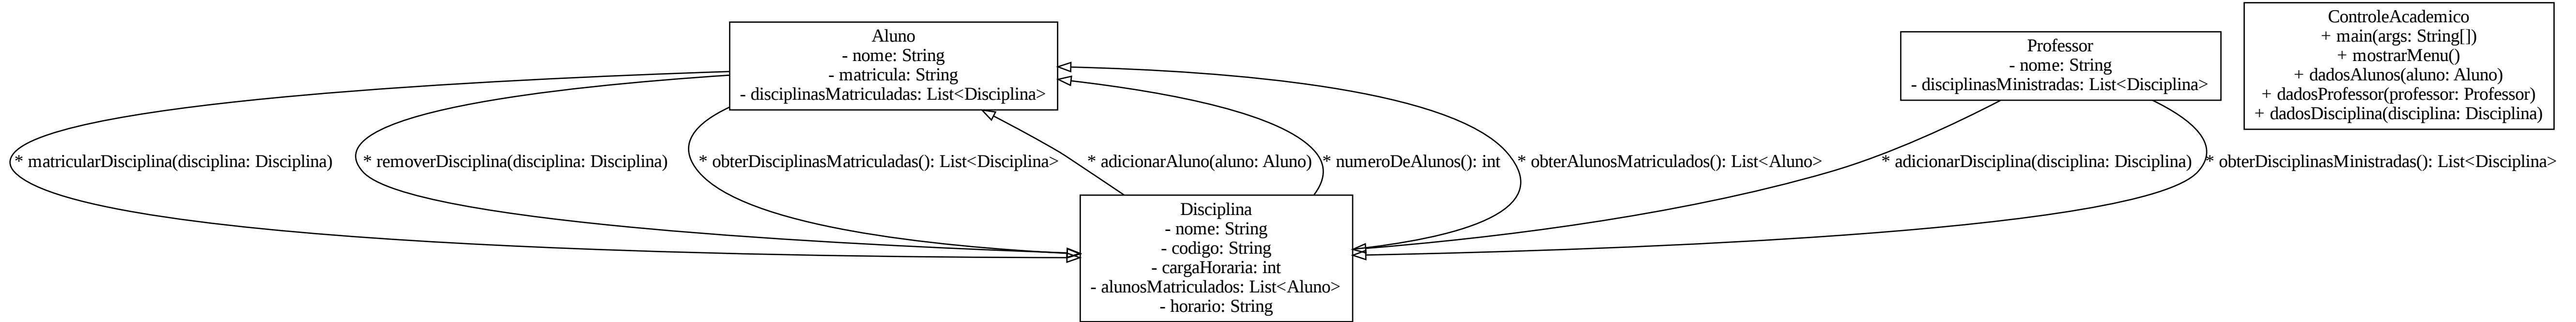 Aluno
- nome: String
- matricula: String
- disciplinasMatriculadas: List<Disciplina>
Professor
- nome: String
- disciplinasMinistradas: List<Disciplina>
ControleAcademico
+ main(args: String[])
+ mostrarMenu()
+ dadosAlunos(aluno: Aluno)
+ dadosProfessor(professor: Professor)
+ dadosDisciplina(disciplina: Disciplina)
* matricularDisciplina(disciplina: Disciplina)
* removerDisciplina(disciplina: Disciplina)
* obterDisciplinasMatriculadas(): List<Disciplina>
* adicionarAluno(aluno: Aluno)
* numeroDeAlunos(): int
* obterAlunosMatriculados(): List<Aluno>
* adicionarDisciplina(disciplina: Disciplina)
* obterDisciplinasMinistradas(): List<Disciplina>
Disciplina
- nome: String
- codigo: String
- cargaHoraria: int
- alunosMatriculados: List<Aluno>
- horario: String